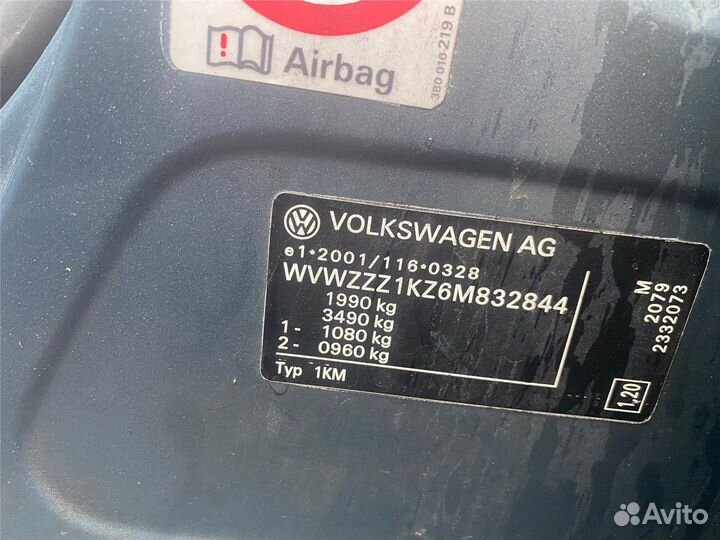 ! Airbag
3B0 010 219 B
VOLKSWAGEN AG
e1*2001/116*0328
WVWZZZ1KZ6M832844
1990 kg
3490 kg
1- 1080 kg
2- 0960 kg
Typ 1KM
M
2079
2332073
1,20
Avito